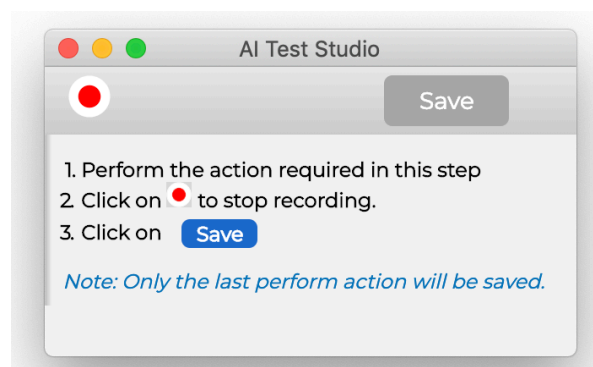 AI Test Studio
Save
1. Perform the action required in this step
2. Click on to stop recording.
3. Click on Save
Note: Only the last perform action will be saved.